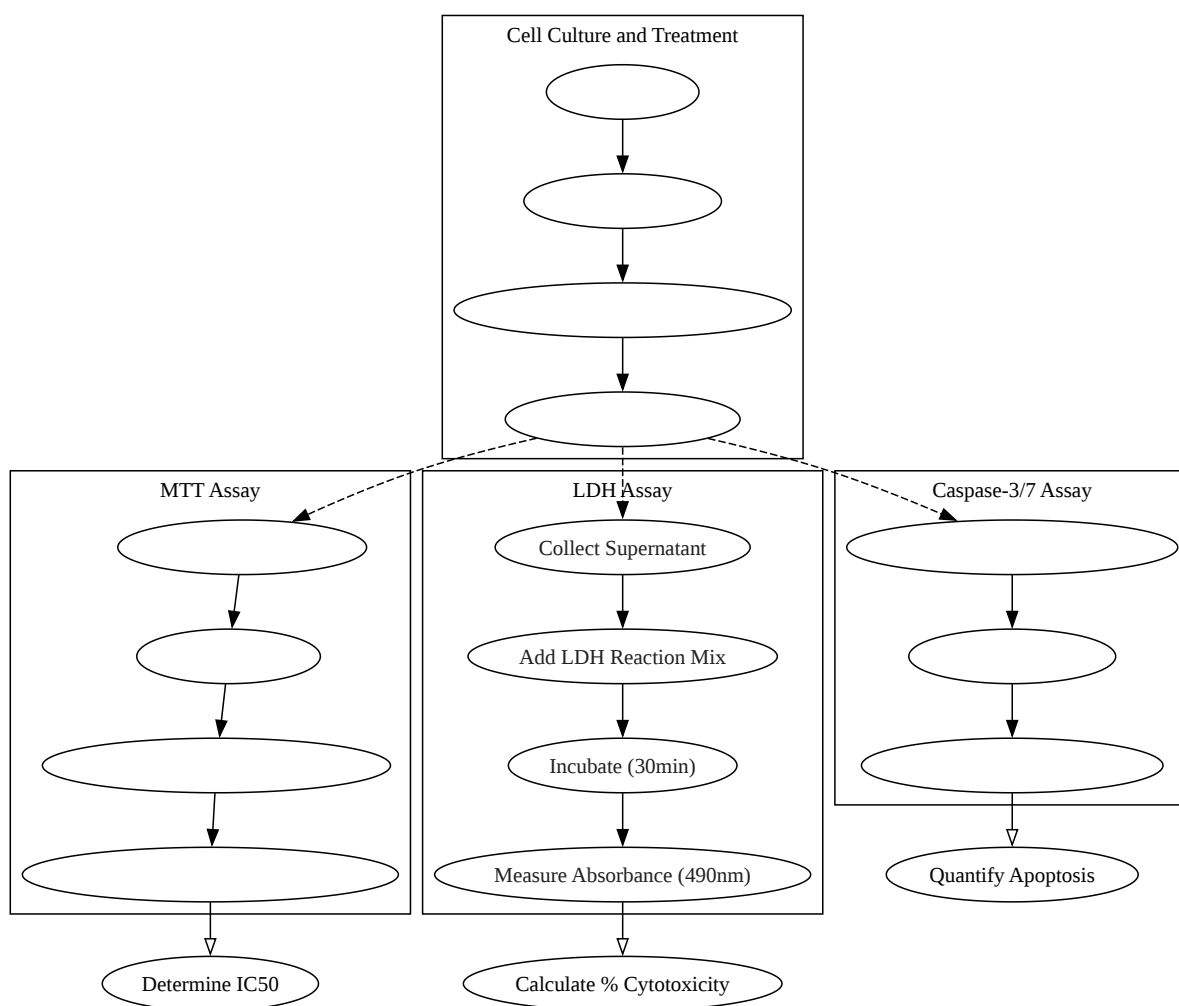 Cell Culture and Treatment
MTT Assay
LDH Assay
Caspase-3/7 Assay
Collect Supernatant
Add LDH Reaction Mix
Incubate (30min)
Measure Absorbance (490nm)
Quantify Apoptosis
Determine IC50
Calculate % Cytotoxicity